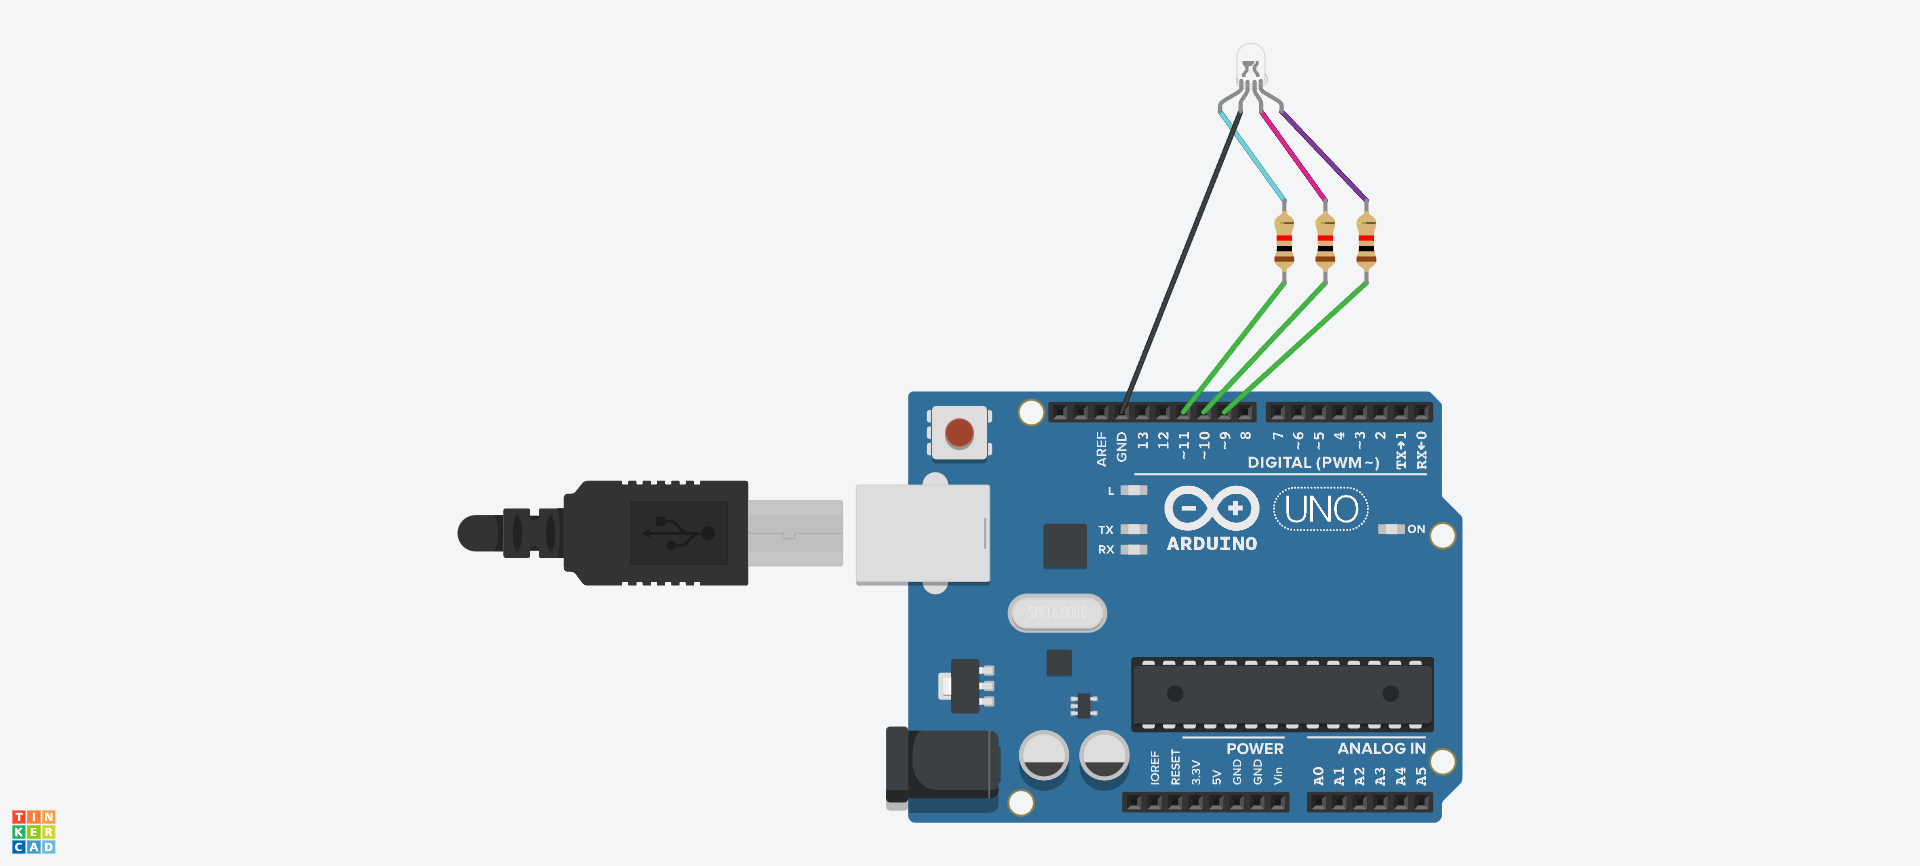 AREF
GND
13
12
~11
~10
~9
8
7
~6
~5
4
~3
2
TX→1
RX←0
DIGITAL (PWM~)
L
TX
RX
ARDUINO
UNO
ON
SPK16.000G
POWER
ANALOG IN
IOREF
RESET
3.3V
5V
GND
GND
Vin
A0
A1
A2
A3
A4
A5
TIN
KER
CAD